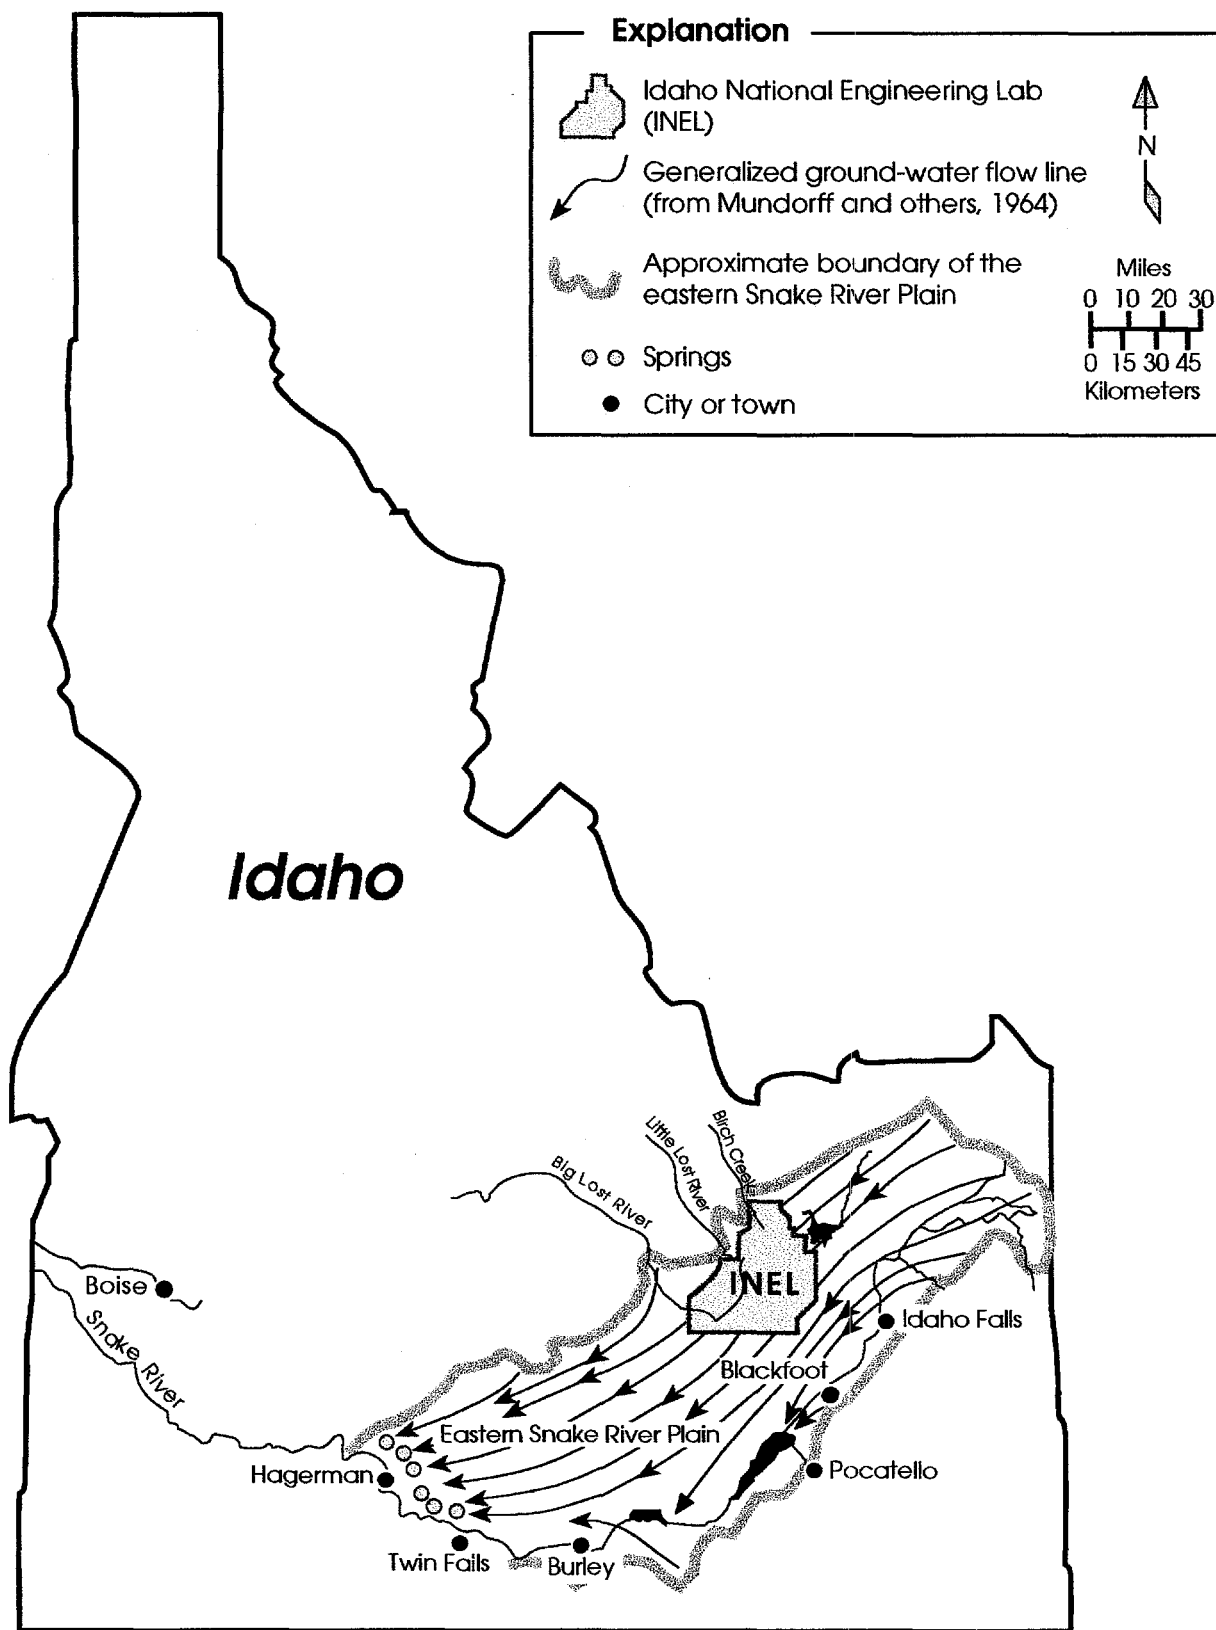 Explanation
Idaho National Engineering Lab
(INEL)
N
Generalized ground-water flow line
(from Mundorff and others, 1964)
Approximate boundary of the
eastern Snake River Plain
Miles
0 10 20 30
0 15 30 45
Kilometers
Springs
City or town
Idaho
Birch Creek
Little Lost River
Big Lost River
INEL
Boise
Snake River
Idaho Falls
Blackfoot
Eastern Snake River Plain
Hagerman
Pocatello
Twin Falls
Burley